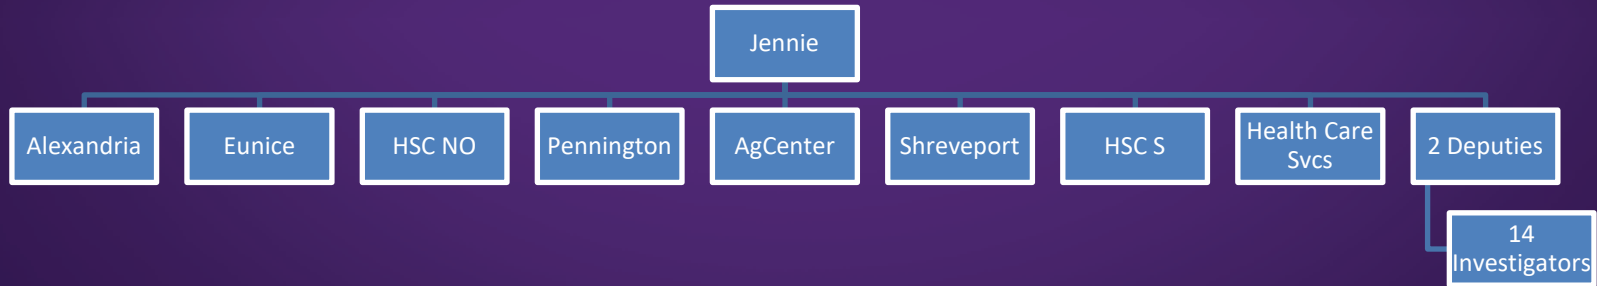 Jennie
Alexandria
Eunice
HSC NO
Pennington
AgCenter
Shreveport
HSC S
Health Care
Svcs
2 Deputies
14
Investigators